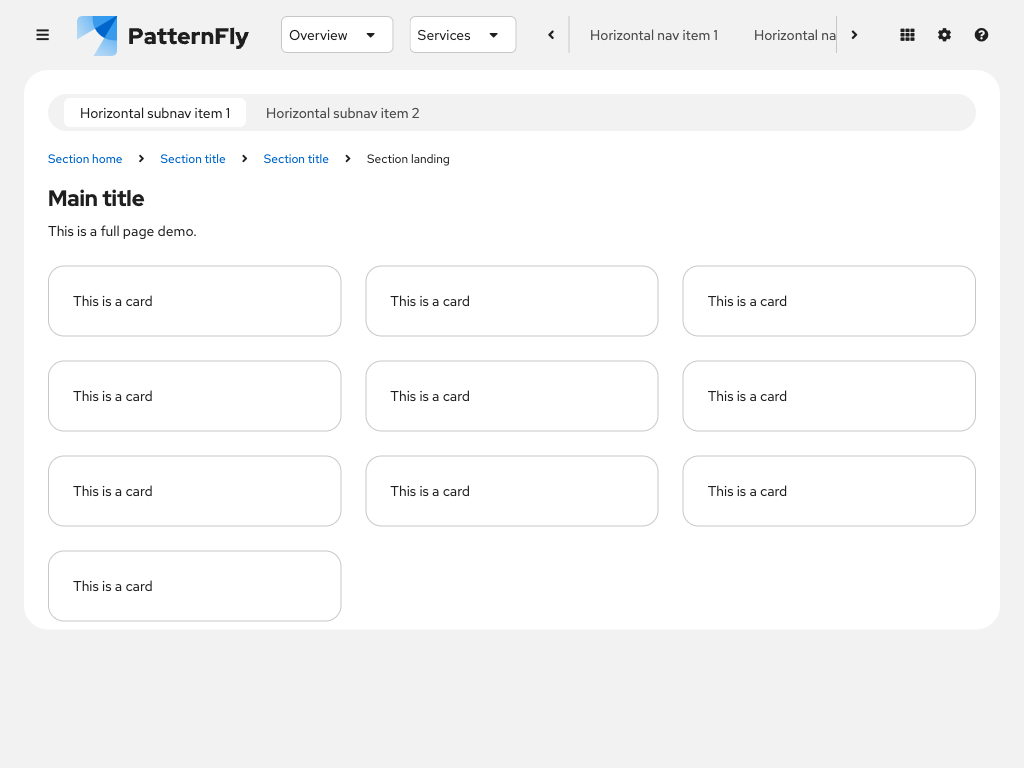 PatternFly Overview Services Horizontal nav item 1 Horizontal na
Horizontal subnav item 1 Horizontal subnav item 2
Section home Section title Section title Section landing
Main title
This is a full page demo.
This is a card This is a card This is a card
This is a card This is a card This is a card
This is a card This is a card This is a card
This is a card